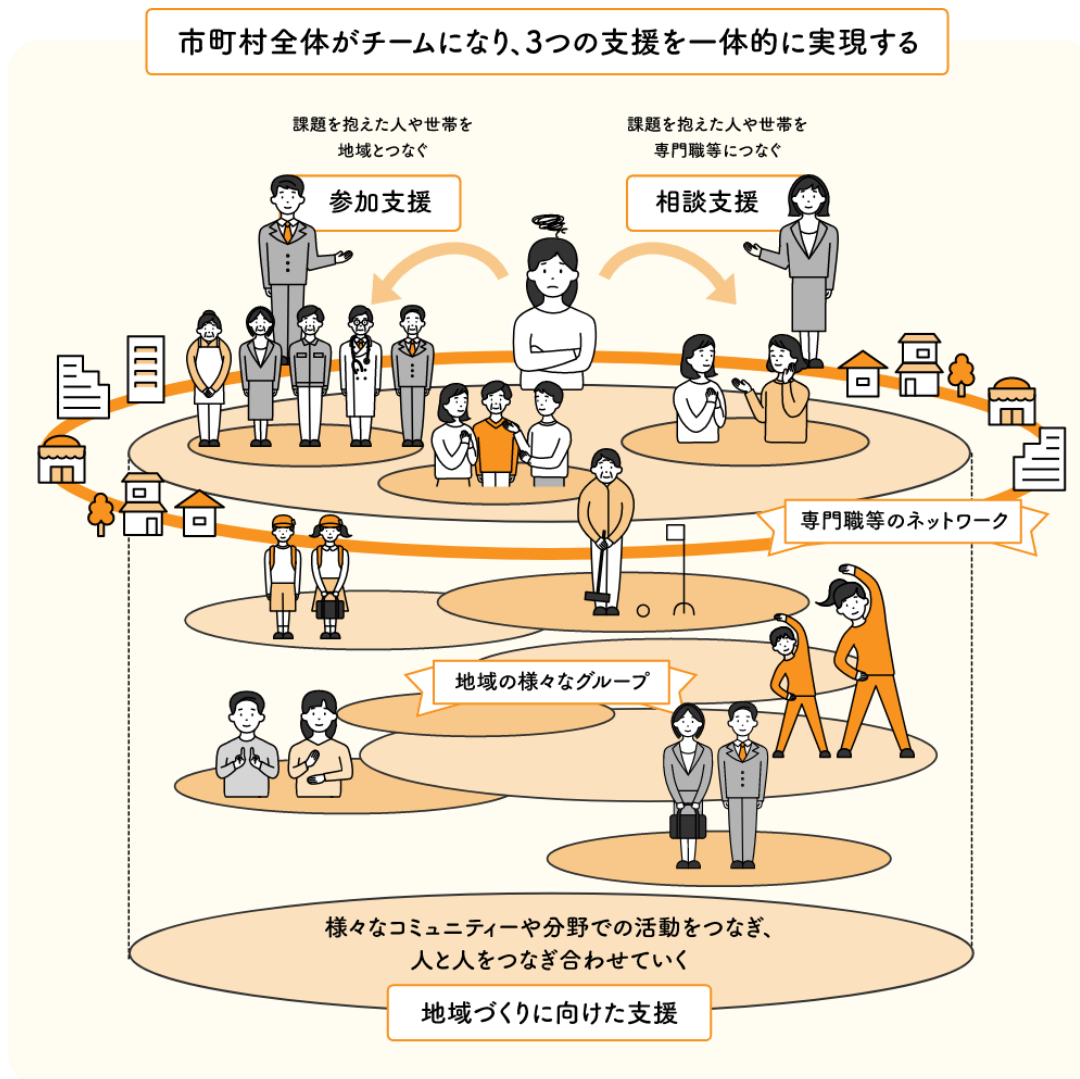 市町村全体がチームになり、3つの支援を一体的に実現する
課題を抱えた人や世帯を
地域とつなぐ
参加支援
課題を抱えた人や世帯を
専門職等につなぐ
相談支援
専門職等のネットワーク
地域の様々なグループ
様々なコミュニティーや分野での活動をつなぎ、
人と人をつなぎ合わせていく
地域づくりに向けた支援